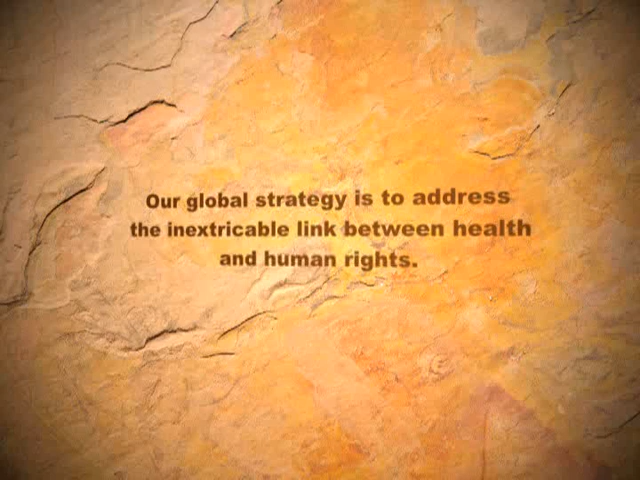 Our global strategy is to address
the inextricable link between health
and human rights.